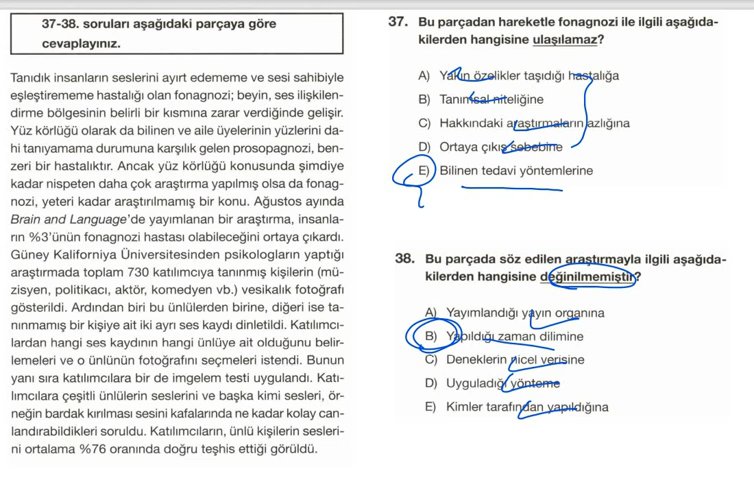 37-38. soruları aşağıdaki parçaya göre
cevaplayınız.
Tanıdık insanların seslerini ayırt edememe ve sesi sahibiyle
eşleştirememe hastalığı olan fonagnozi; beyin, ses ilişkilen-
dirme bölgesinin belirli bir kısmına zarar verdiğinde gelişir.
Yüz körlüğü olarak da bilinen ve aile üyelerinin yüzlerini da-
hi tanıyamama durumuna karşılık gelen prosopagnozi, ben-
zeri bir hastalıktır. Ancak yüz körlüğü konusunda şimdiye
kadar nispeten daha çok araştırma yapılmış olsa da fonag-
nozi, yeteri kadar araştırılmamış bir konu. Ağustos ayında
Brain and Language'de yayımlanan bir araştırma, insanla-
rın %3'ünün fonagnozi hastası olabileceğini ortaya çıkardı.
Güney Kaliforniya Üniversitesinden psikologların yaptığı
araştırmada toplam 730 katılımcıya tanınmış kişilerin (mü-
zisyen, politikacı, aktör, komedyen vb.) vesikalık fotoğrafı
gösterildi. Ardından biri bu ünlülerden birine, diğeri ise ta-
nınmamış bir kişiye ait iki ayrı ses kaydı dinletildi. Katılımcı-
lardan hangi ses kaydının hangi ünlüye ait olduğunu belir-
lemeleri ve o ünlünün fotoğrafını seçmeleri istendi. Bunun
yanı sıra katılımcılara bir de imgelem testi uygulandı. Katı-
lımcılara çeşitli ünlülerin seslerini ve başka kimi sesleri, ör-
neğin bardak kırılması sesini kafalarında ne kadar kolay can-
landırabildikleri soruldu. Katılımcıların, ünlü kişilerin sesleri-
ni ortalama %76 oranında doğru teşhis ettiği görüldü.
37. Bu parçadan hareketle fonagnozi ile ilgili aşağıda-
kilerden hangisine ulaşılamaz?
A) Yakın özelikler taşıdığı hastalığa
B) Tanımsal niteliğine
C) Hakkındaki araştırmaların azlığına
D) Ortaya çıkış sebebine
E) Bilinen tedavi yöntemlerine
38. Bu parçada söz edilen araştırmayla ilgili aşağıda-
kilerden hangisine değinilmemiştir?
A) Yayımlandığı yayın organına
B) Yapıldığı zaman dilimine
C) Deneklerin nicel verisine
D) Uyguladığı yönteme
E) Kimler tarafından yapıldığına